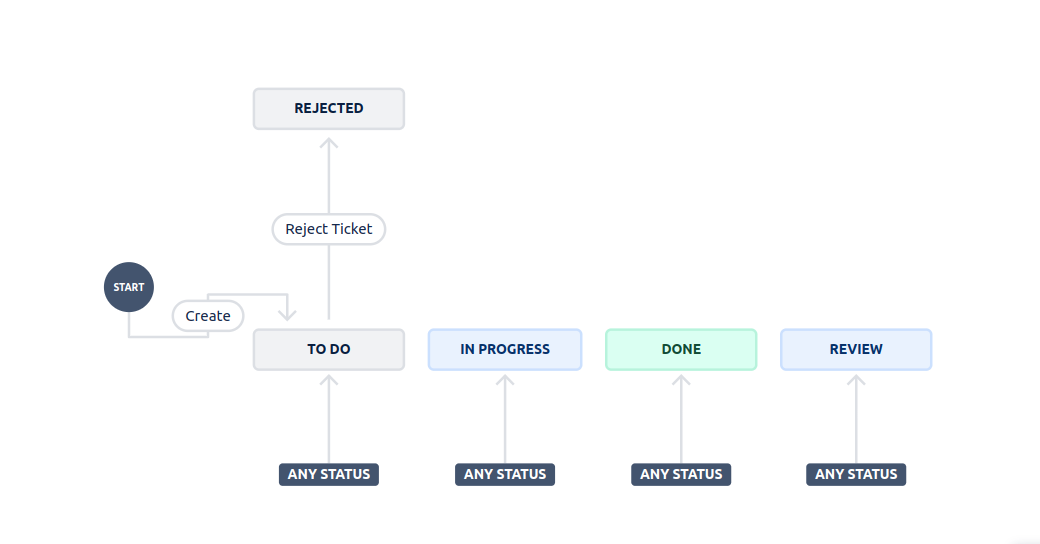 REJECTED
Reject Ticket
START
Create
TO DO
IN PROGRESS
DONE
REVIEW
ANY STATUS
ANY STATUS
ANY STATUS
ANY STATUS